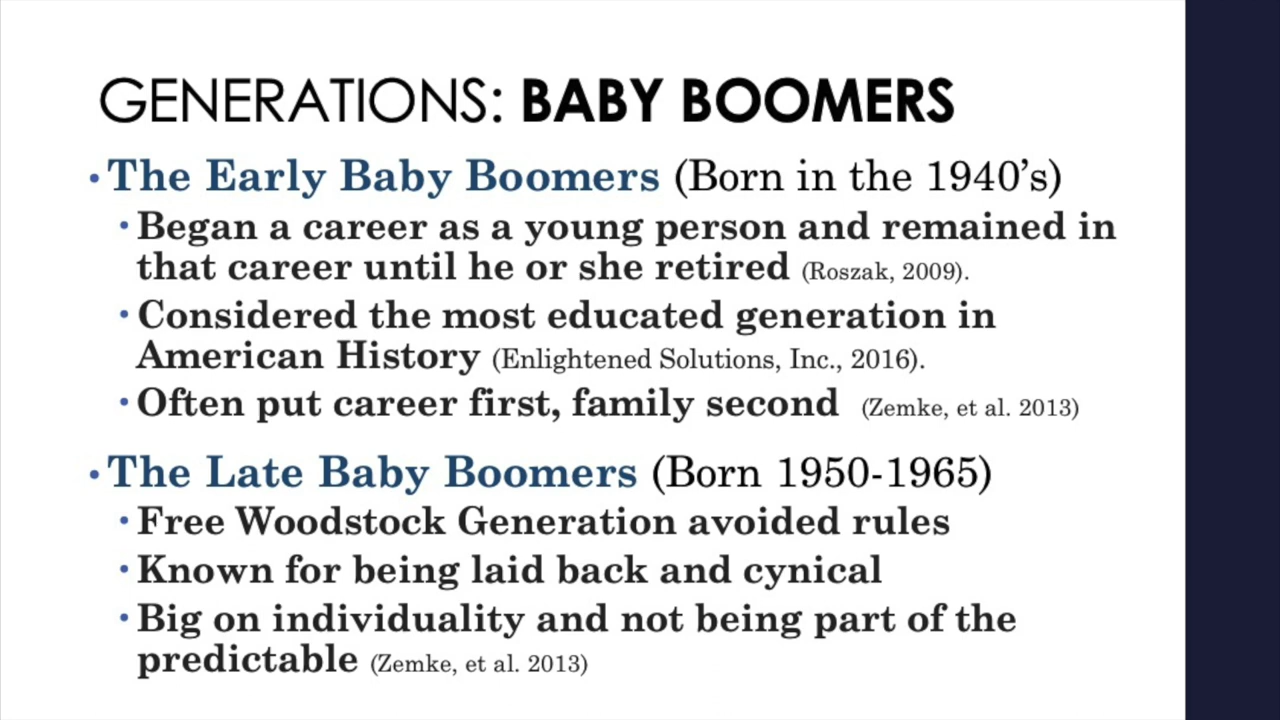 GENERATIONS: BABY BOOMERS
• The Early Baby Boomers (Born in the 1940’s)
• Began a career as a young person and remained in
that career until he or she retired (Roszak, 2009).
• Considered the most educated generation in
American History (Enlightened Solutions, Inc., 2016).
• Often put career first, family second (Zemke, et al. 2013)
• The Late Baby Boomers (Born 1950-1965)
• Free Woodstock Generation avoided rules
• Known for being laid back and cynical
• Big on individuality and not being part of the
predictable (Zemke, et al. 2013)